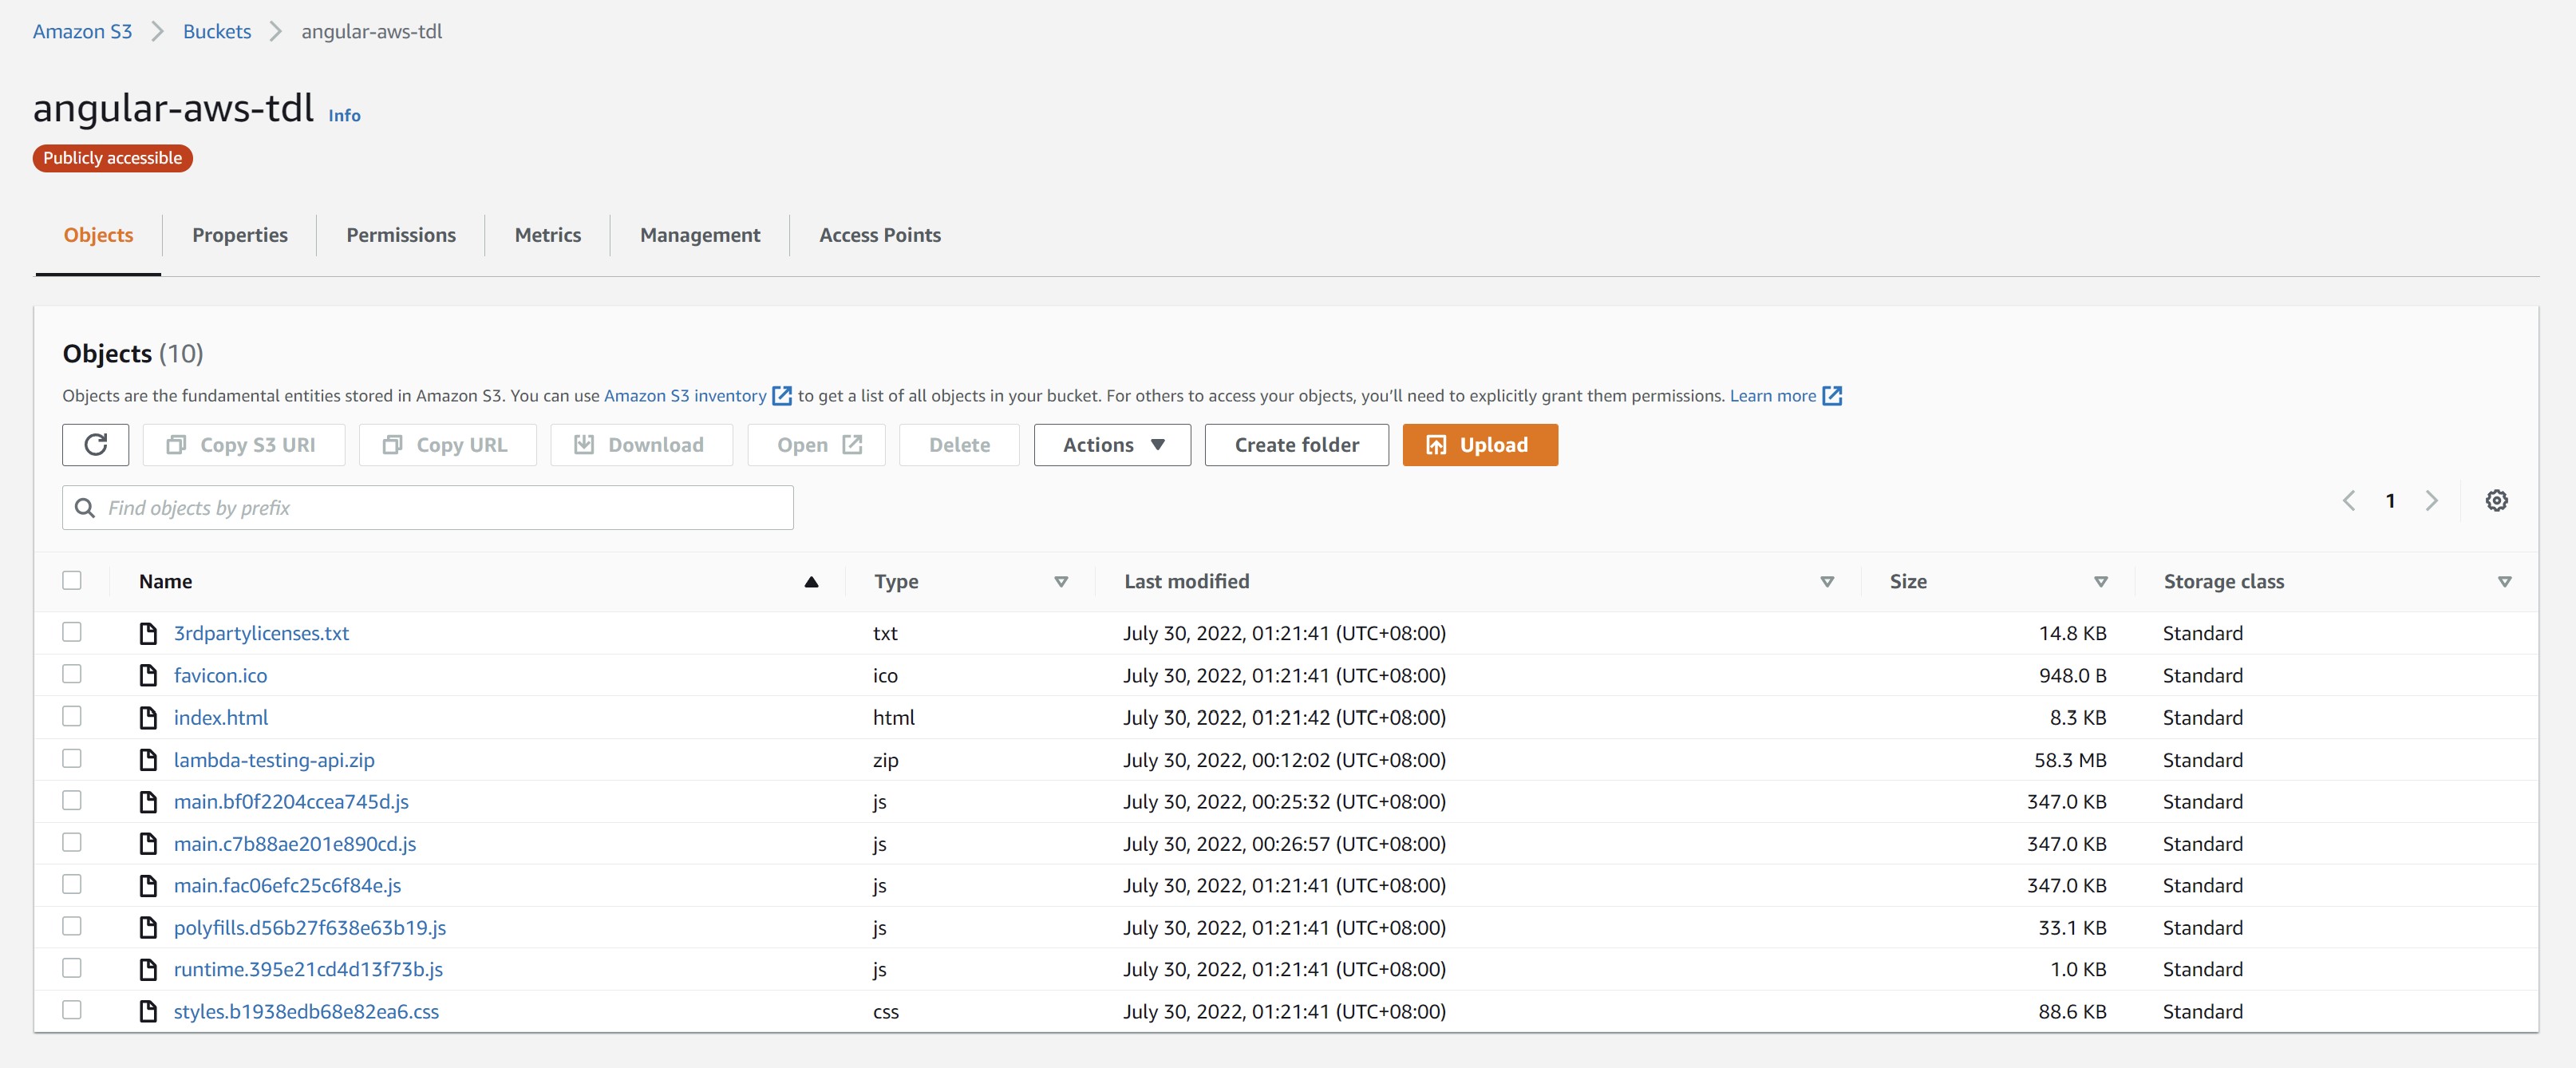 Amazon S3 Buckets angular-aws-tdl
angular-aws-tdl Info
Publicly accessible
Objects Properties Permissions Metrics Management Access Points
Objects (10)
Objects are the fundamental entities stored in Amazon S3. You can use Amazon S3 inventory to get a list of all objects in your bucket. For others to access your objects, you’ll need to explicitly grant them permissions. Learn more
Copy S3 URI Copy URL Download Open Delete Actions Create folder Upload
Find objects by prefix 1
Name Type Last modified Size Storage class
3rdpartylicenses.txt txt July 30, 2022, 01:21:41 (UTC+08:00) 14.8 KB Standard
favicon.ico ico July 30, 2022, 01:21:41 (UTC+08:00) 948.0 B Standard
index.html html July 30, 2022, 01:21:42 (UTC+08:00) 8.3 KB Standard
lambda-testing-api.zip zip July 30, 2022, 00:12:02 (UTC+08:00) 58.3 MB Standard
main.bf0f2204ccea745d.js js July 30, 2022, 00:25:32 (UTC+08:00) 347.0 KB Standard
main.c7b88ae201e890cd.js js July 30, 2022, 00:26:57 (UTC+08:00) 347.0 KB Standard
main.fac06efc25c6f84e.js js July 30, 2022, 01:21:41 (UTC+08:00) 347.0 KB Standard
polyfills.d56b27f638e63b19.js js July 30, 2022, 01:21:41 (UTC+08:00) 33.1 KB Standard
runtime.395e21cd4d13f73b.js js July 30, 2022, 01:21:41 (UTC+08:00) 1.0 KB Standard
styles.b1938edb68e82ea6.css css July 30, 2022, 01:21:41 (UTC+08:00) 88.6 KB Standard